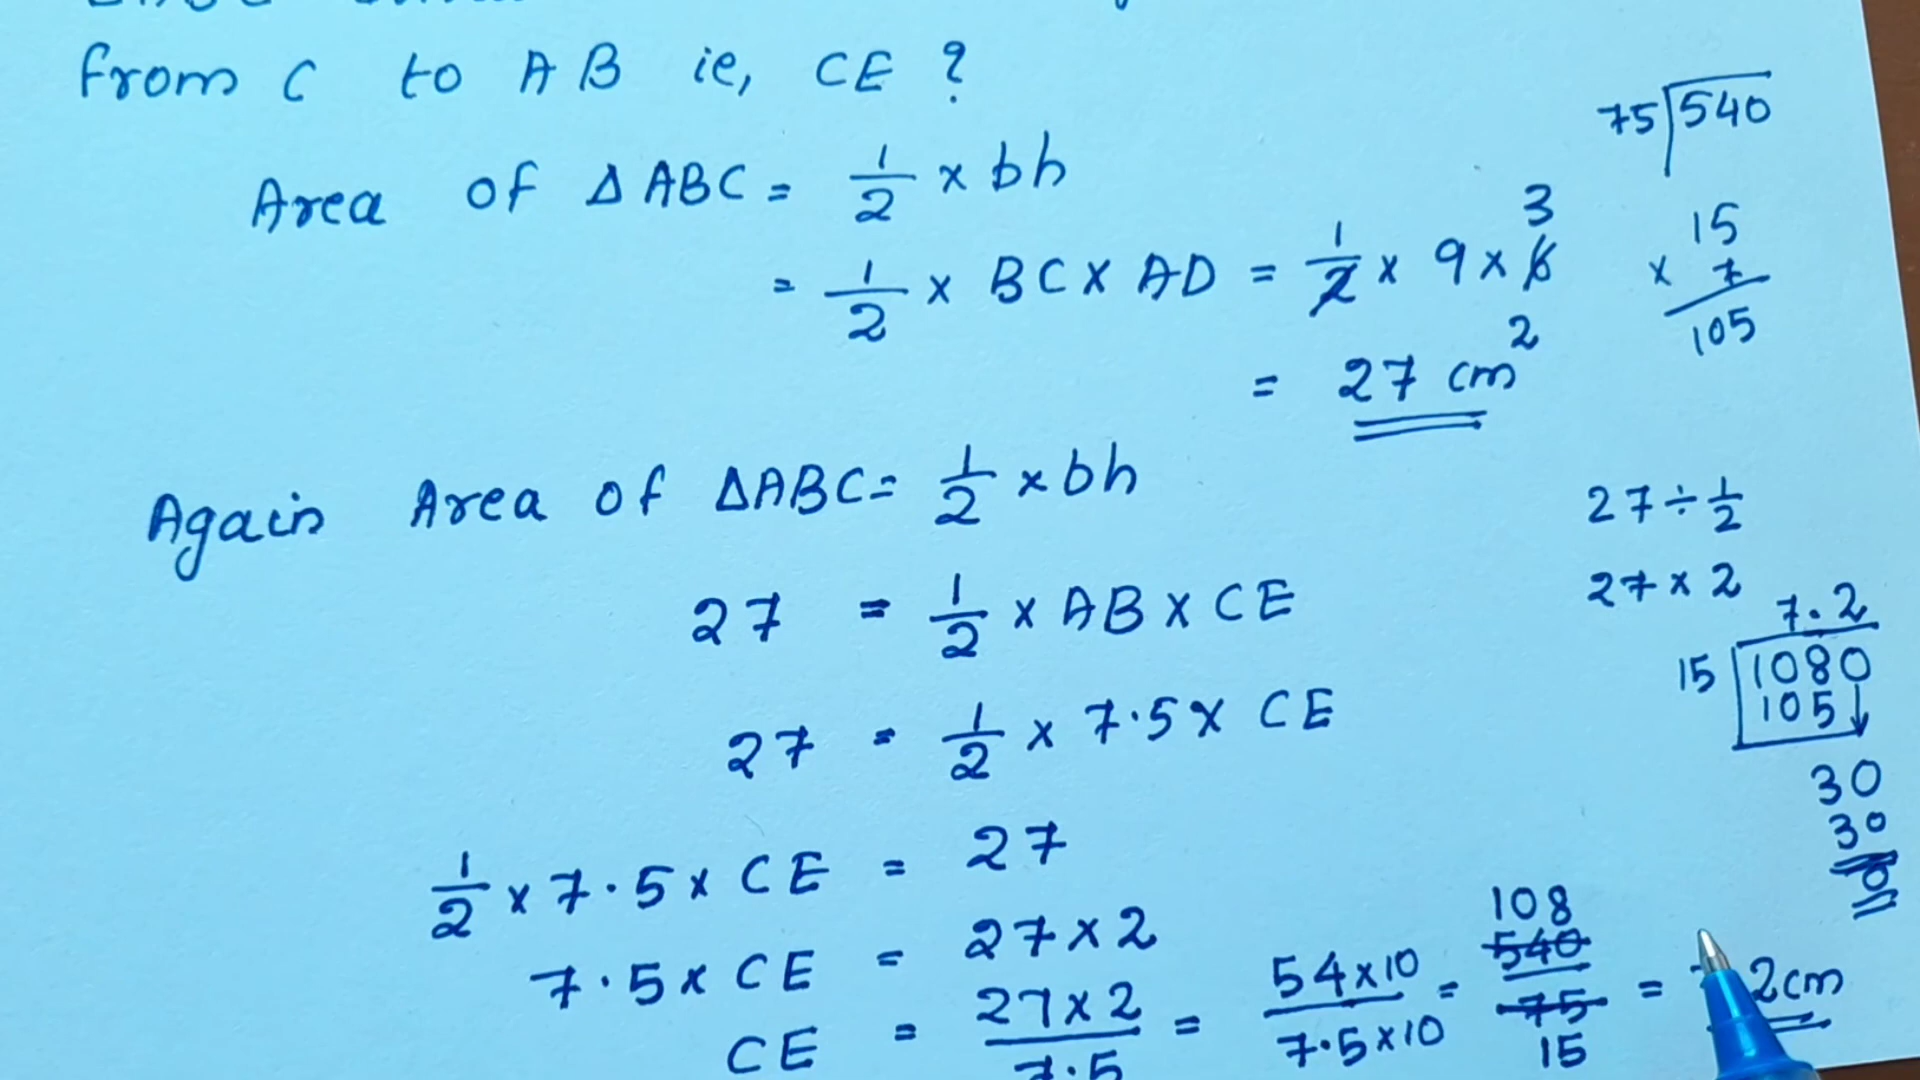 from C to AB ie, CE ?
Area of ΔABC = 1/2 × bh
= 1/2 × BC × AD = 1/2 × 9 × 6 3
= 27 cm²
Again Area of ΔABC = 1/2 × bh
27 = 1/2 × AB × CE
27 = 1/2 × 7.5 × CE
1/2 × 7.5 × CE = 27
7.5 × CE = 27 × 2
CE = 27×2/7.5 = 54×10/7.5×10 = 108 540/75 15 = 2cm
75 540
15
× 7
105
27 ÷ 1/2
27 × 2
7.2
15 1080
105
30
30
0